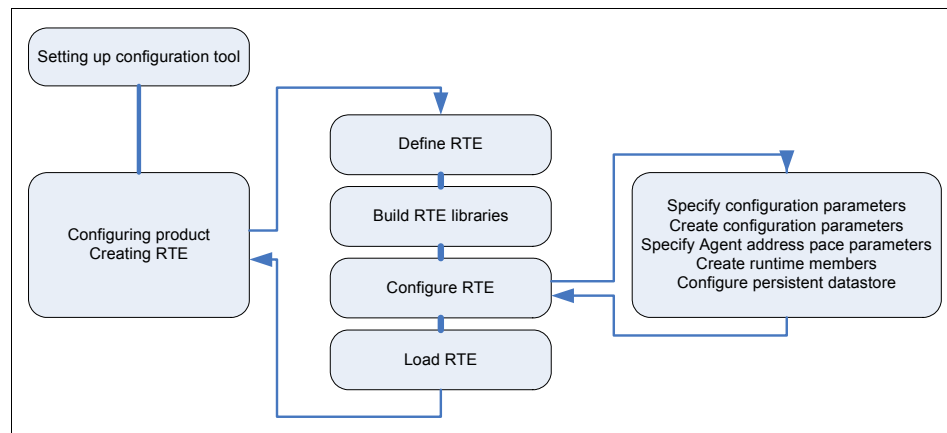 Setting up configuration tool
Configuring product
Creating RTE
Define RTE
Build RTE libraries
Configure RTE
Load RTE
Specify configuration parameters
Create configuration parameters
Specify Agent address pace parameters
Create runtime members
Configure persistent datastore